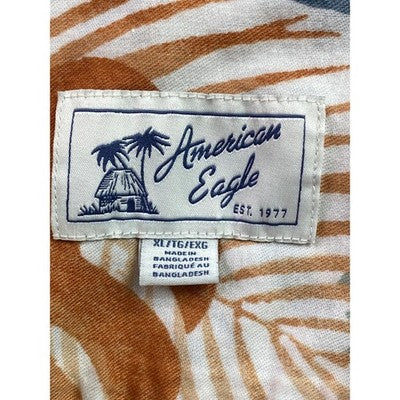 American
Eagle
EST. 1977
XL/TG/EXG
MADE IN
BANGLADESH
FABRIQUÉ AU
BANGLADESH